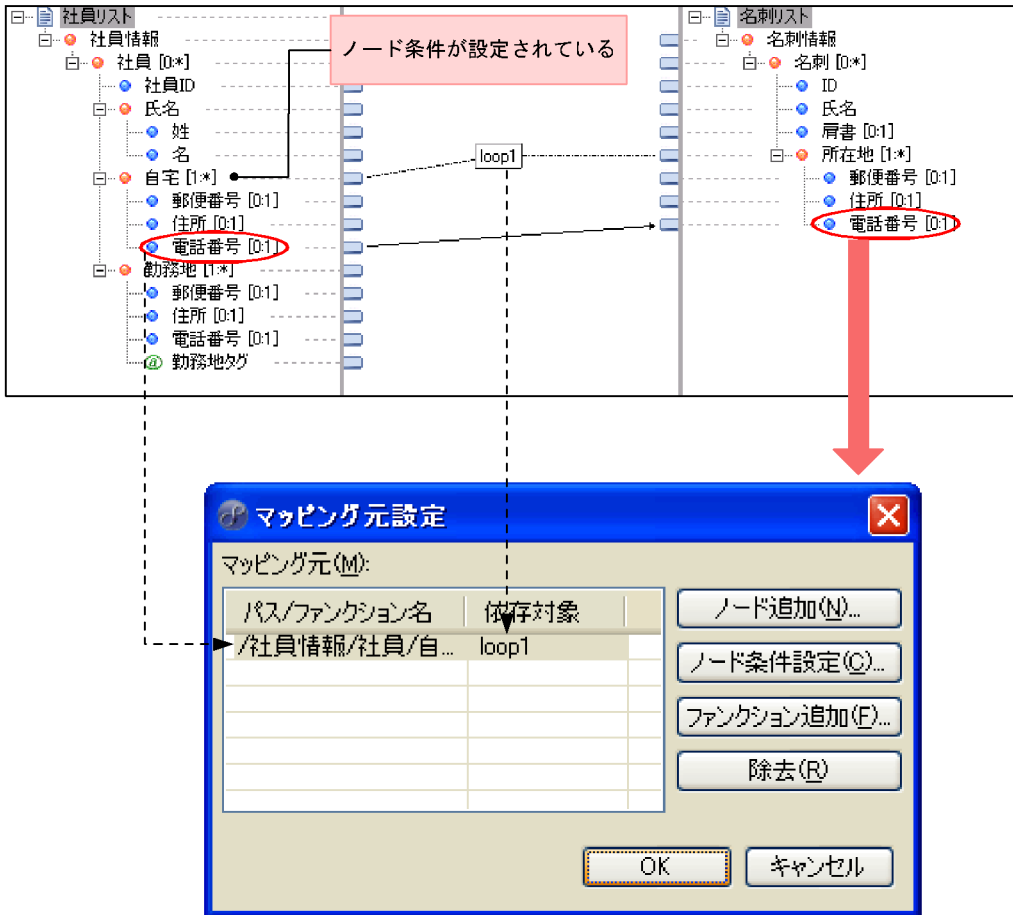 社員リスト
社員情報
社員 [0:*]
社員ID
氏名
姓
名
自宅 [1:*]
郵便番号 [0:1]
住所 [0:1]
電話番号 [0:1]
勤務地 [1:*]
郵便番号 [0:1]
住所 [0:1]
電話番号 [0:1]
勤務地タグ
ノード条件が設定されている
loop1
名刺リスト
名刺情報
名刺 [0:*]
ID
氏名
肩書 [0:1]
所在地 [1:*]
郵便番号 [0:1]
住所 [0:1]
電話番号 [0:1]
マッピング元設定
マッピング元(M):
パス/ファンクション名 依存対象
/社員情報/社員/自... loop1
ノード追加(N)...
ノード条件設定(C)...
ファンクション追加(F)...
除去(R)
OK キャンセル